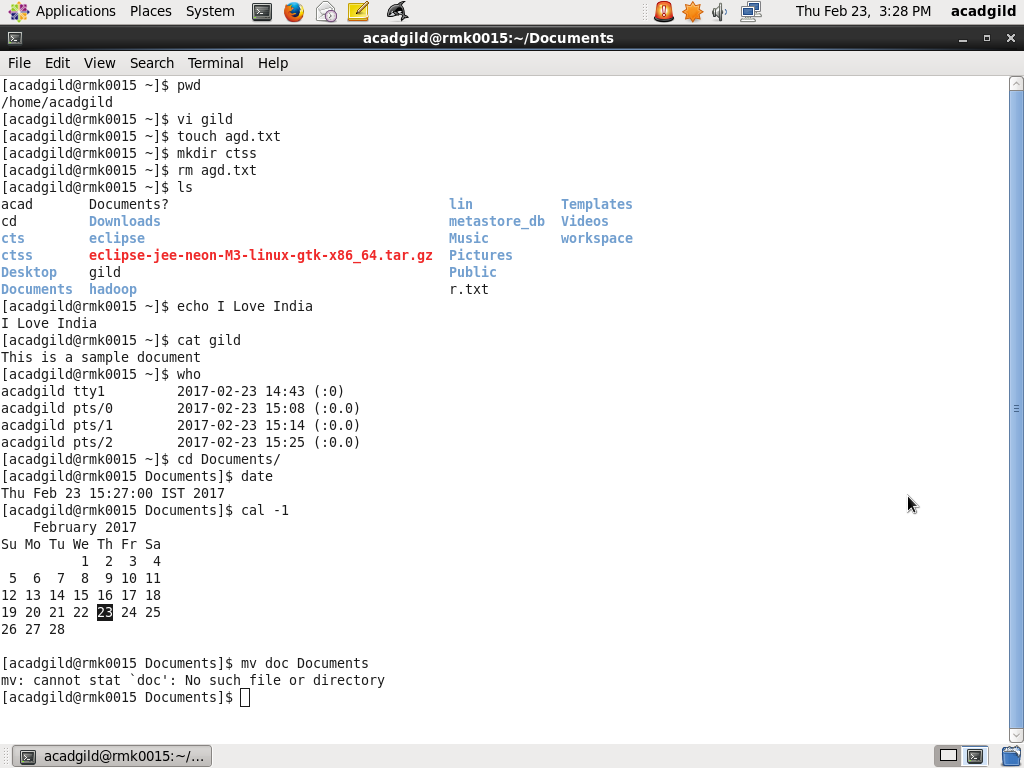 Applications Places System Thu Feb 23, 3:28 PM acadgild
acadgild@rmk0015:~/Documents
File Edit View Search Terminal Help
[acadgild@rmk0015 ~]$ pwd
/home/acadgild
[acadgild@rmk0015 ~]$ vi gild
[acadgild@rmk0015 ~]$ touch agd.txt
[acadgild@rmk0015 ~]$ mkdir ctss
[acadgild@rmk0015 ~]$ rm agd.txt
[acadgild@rmk0015 ~]$ ls
acad       Documents?                                   lin           Templates
cd         Downloads                                    metastore_db  Videos
cts        eclipse                                      Music         workspace
ctss       eclipse-jee-neon-M3-linux-gtk-x86_64.tar.gz  Pictures
Desktop    gild                                         Public
Documents  hadoop                                       r.txt
[acadgild@rmk0015 ~]$ echo I Love India
I Love India
[acadgild@rmk0015 ~]$ cat gild
This is a sample document
[acadgild@rmk0015 ~]$ who
acadgild tty1         2017-02-23 14:43 (:0)
acadgild pts/0        2017-02-23 15:08 (:0.0)
acadgild pts/1        2017-02-23 15:14 (:0.0)
acadgild pts/2        2017-02-23 15:25 (:0.0)
[acadgild@rmk0015 ~]$ cd Documents/
[acadgild@rmk0015 Documents]$ date
Thu Feb 23 15:27:00 IST 2017
[acadgild@rmk0015 Documents]$ cal -1
    February 2017
Su Mo Tu We Th Fr Sa
          1  2  3  4
 5  6  7  8  9 10 11
12 13 14 15 16 17 18
19 20 21 22 23 24 25
26 27 28
[acadgild@rmk0015 Documents]$ mv doc Documents
mv: cannot stat `doc': No such file or directory
[acadgild@rmk0015 Documents]$
acadgild@rmk0015:~/...